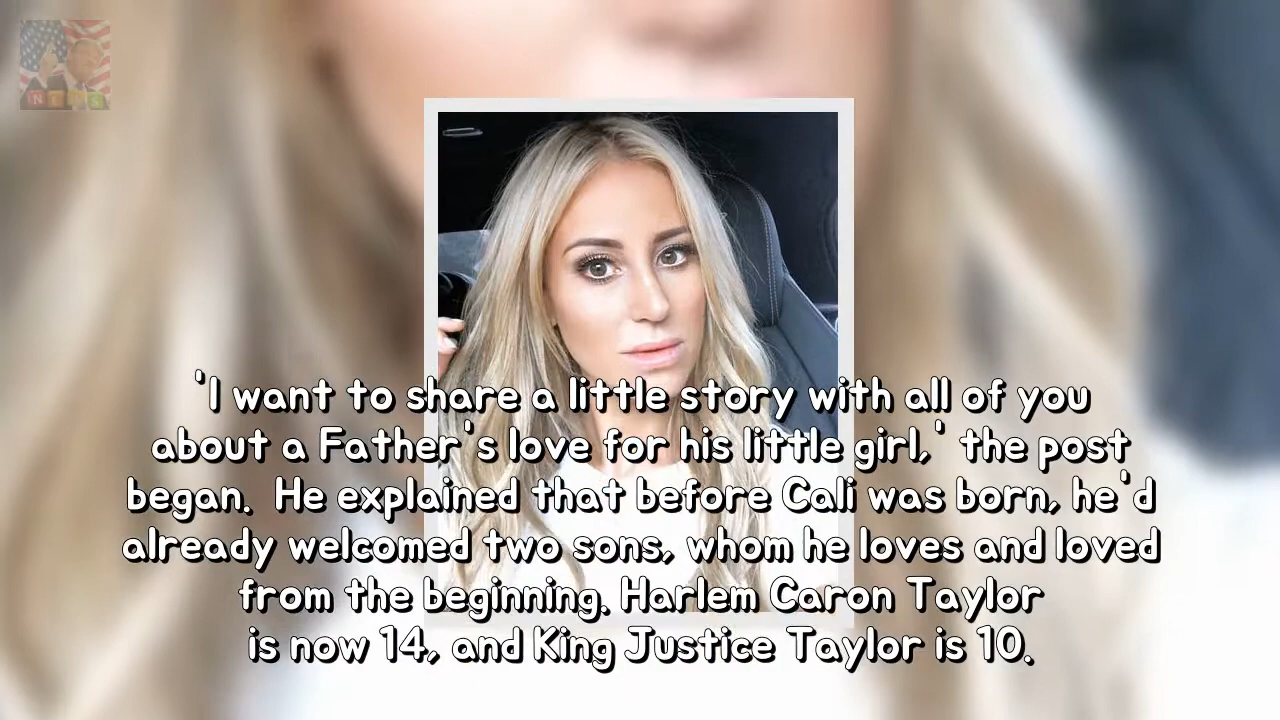 'I want to share a little story with all of you
about a Father's love for his little girl,' the post
began.  He explained that before Cali was born, he'd
already welcomed two sons, whom he loves and loved
from the beginning. Harlem Caron Taylor
is now 14, and King Justice Taylor is 10.